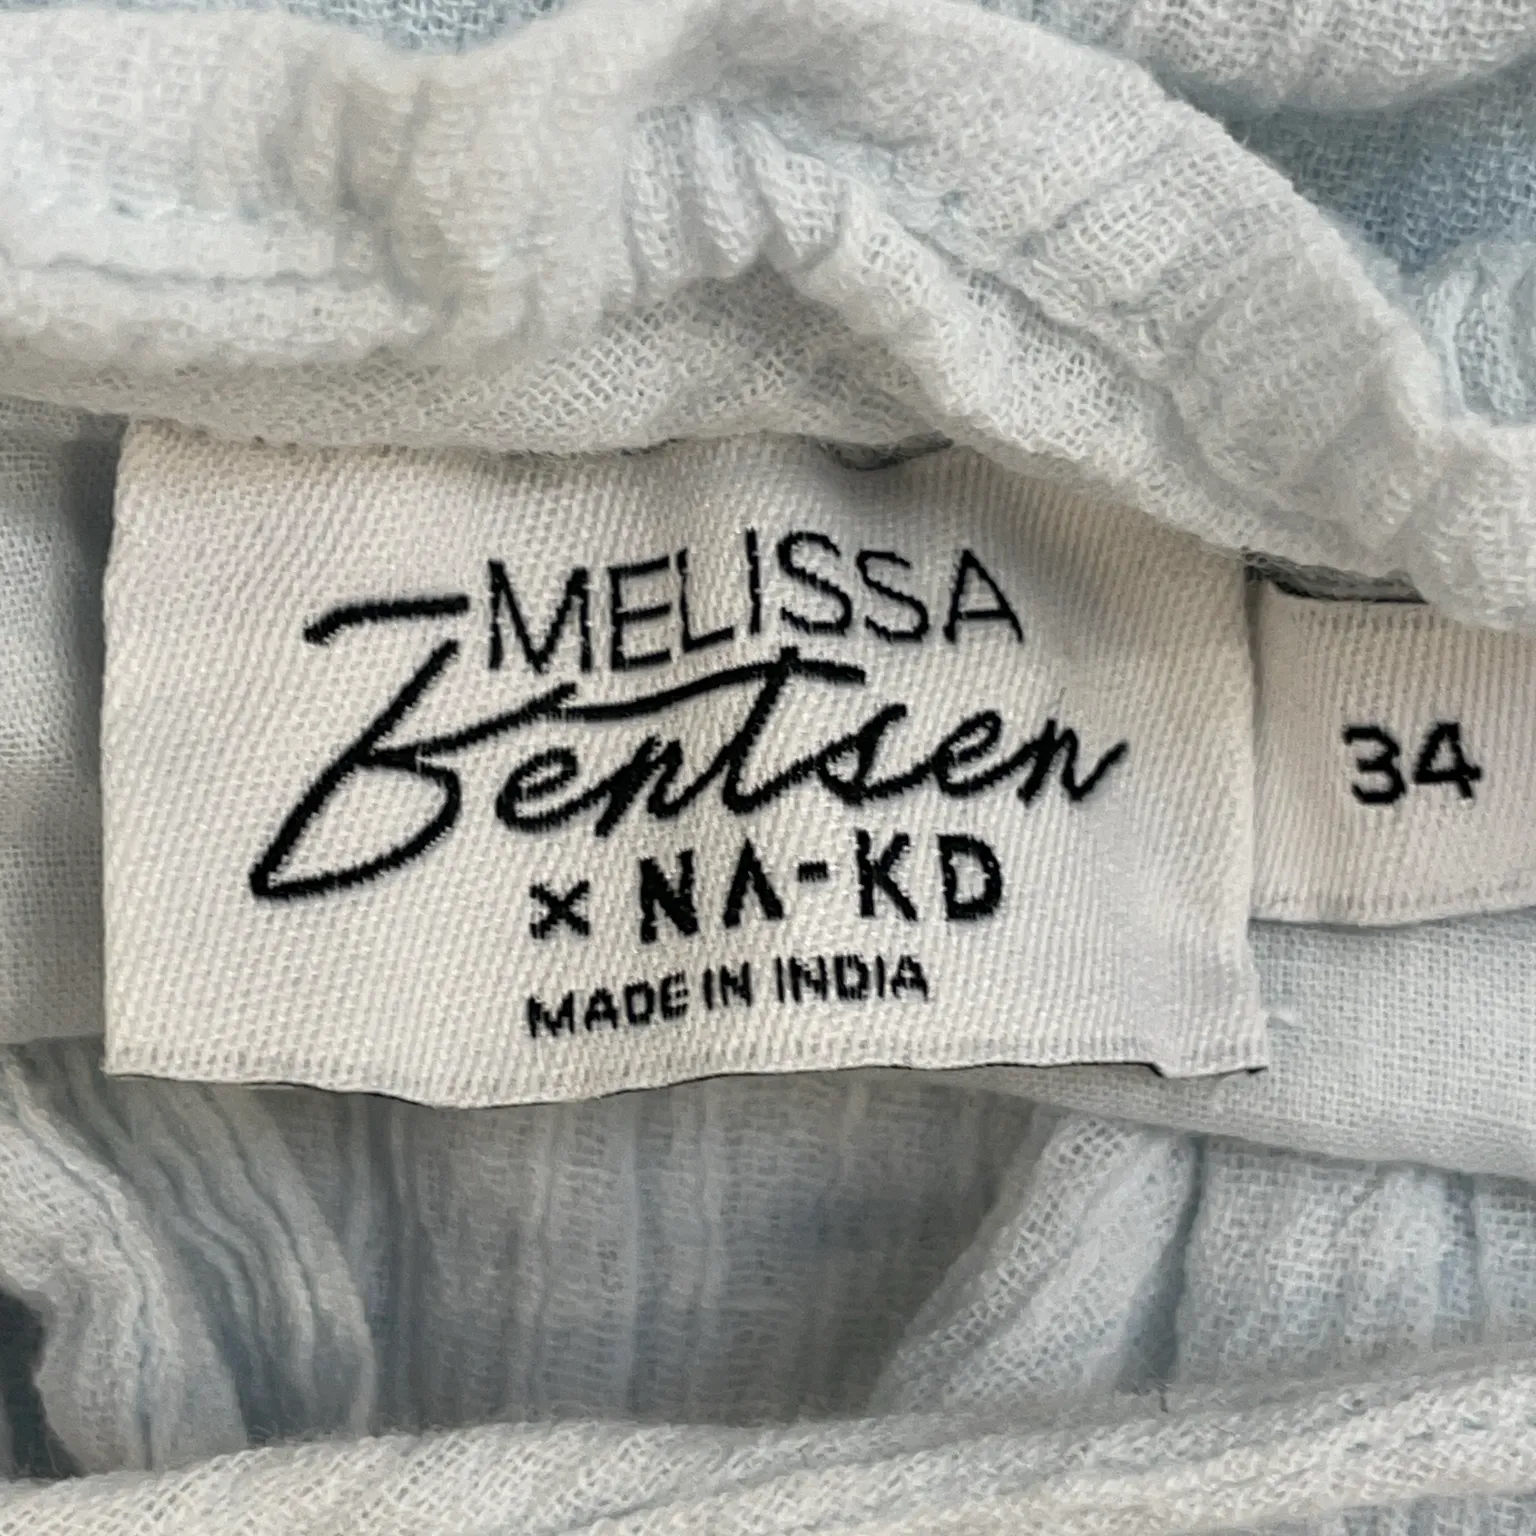 MELISSA
Bentsen
x NA-KD
MADE IN INDIA
34